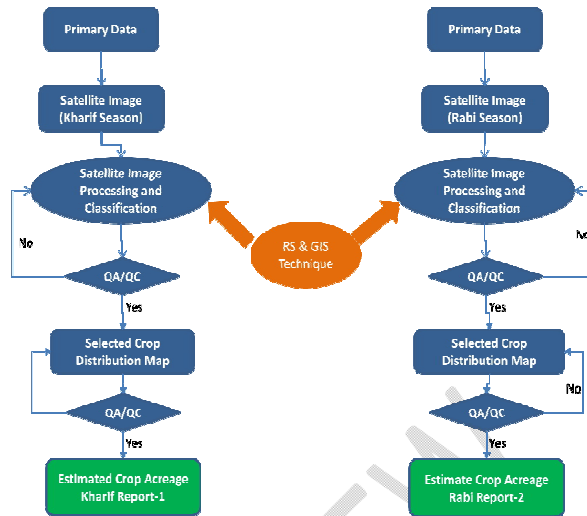 Primary Data
Satellite Image
(Kharif Season)
Satellite Image
Processing and
Classification
No
QA/QC
Yes
Selected Crop
Distribution Map
QA/QC
Yes
Estimated Crop Acreage
Kharif Report-1
RS & GIS
Technique
Primary Data
Satellite Image
(Rabi Season)
Satellite Image
Processing and
Classification
No
QA/QC
Yes
Selected Crop
Distribution Map
No
QA/QC
Yes
Estimate Crop Acreage
Rabi Report-2